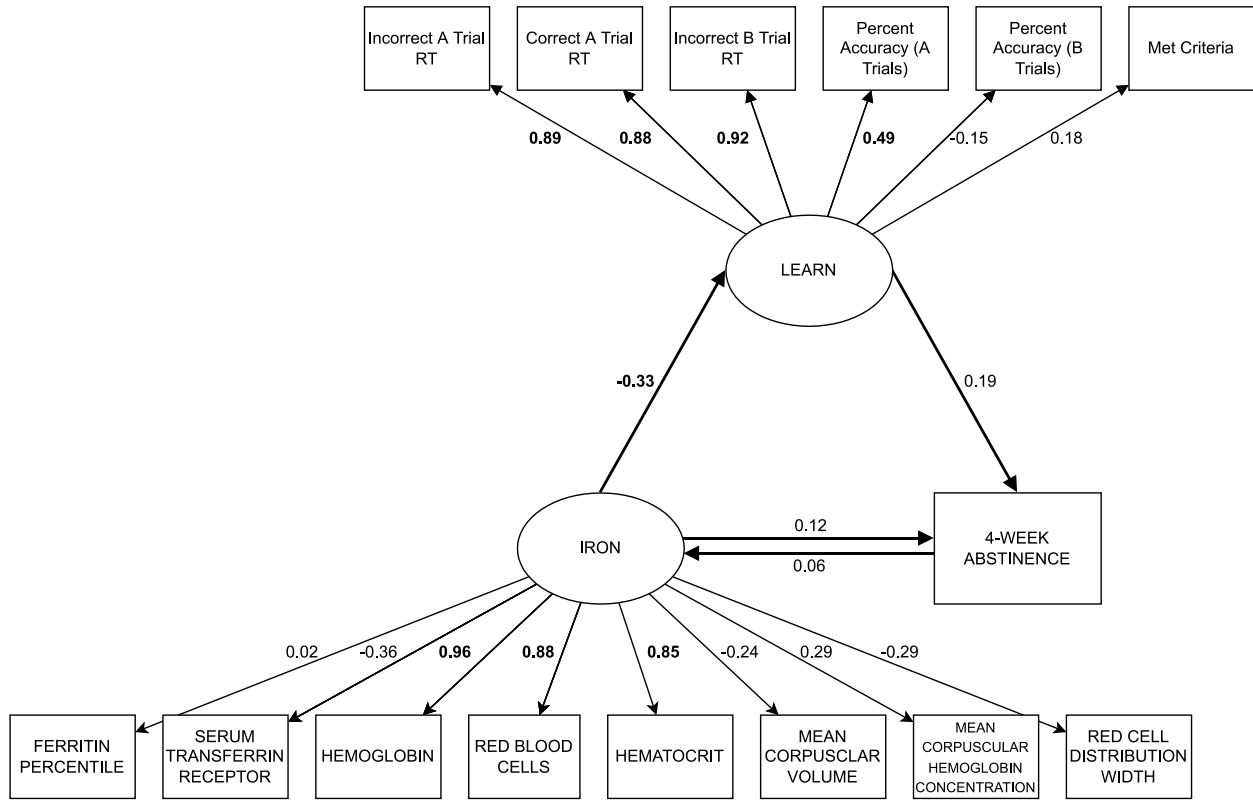 Incorrect A Trial
RT
Correct A Trial
RT
Incorrect B Trial
RT
Percent
Accuracy (A
Trials)
Percent
Accuracy (B
Trials)
Met Criteria
0.89
0.88
0.92
0.49
-0.15
0.18
LEARN
-0.33
0.19
IRON
0.12
0.06
4-WEEK
ABSTINENCE
0.02
-0.36
0.96
0.88
0.85
-0.24
0.29
-0.29
FERRITIN
PERCENTILE
SERUM
TRANSFERRIN
RECEPTOR
HEMOGLOBIN
RED BLOOD
CELLS
HEMATOCRIT
MEAN
CORPUSCLAR
VOLUME
MEAN
CORPUSCULAR
HEMOGLOBIN
CONCENTRATION
RED CELL
DISTRIBUTION
WIDTH